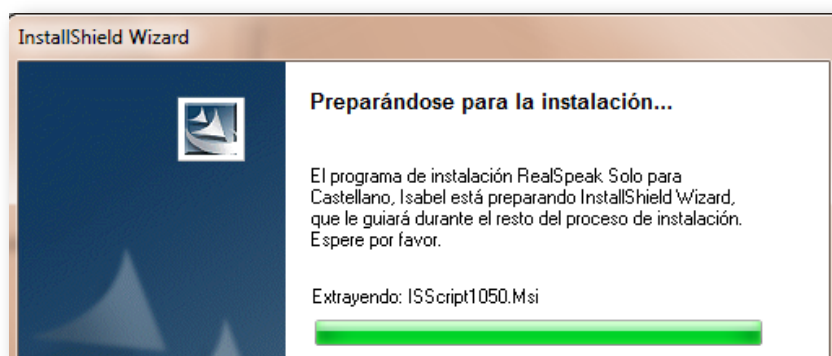 InstallShield Wizard
Preparándose para la instalación...
El programa de instalación RealSpeak Solo para
Castellano, Isabel está preparando InstallShield Wizard,
que le guiará durante el resto del proceso de instalación.
Espere por favor.
Extrayendo: ISScript1050.Msi